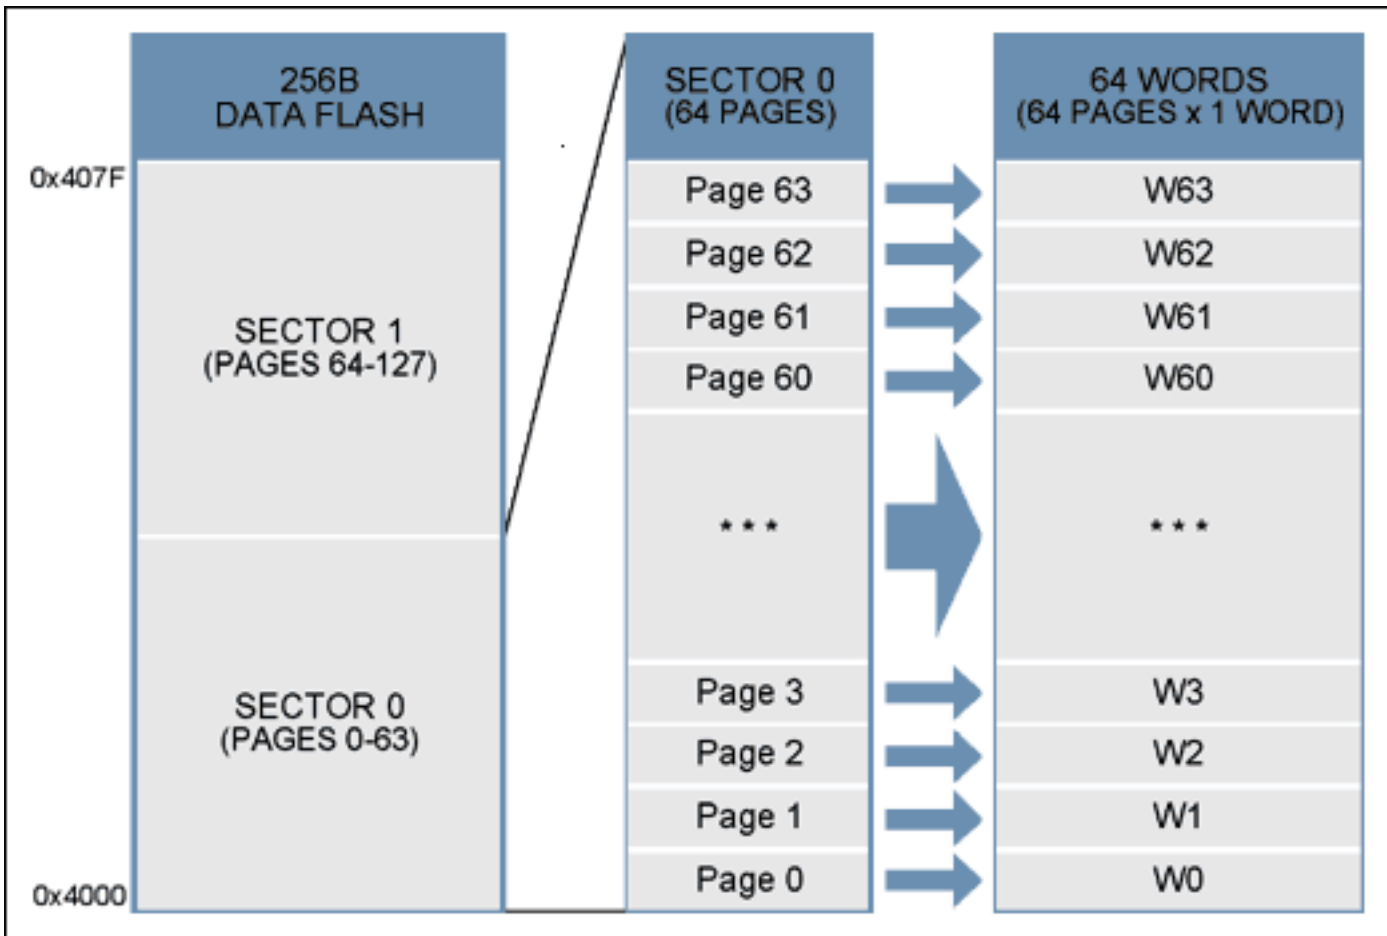 256B
DATA FLASH
0x407F
SECTOR 1
(PAGES 64-127)
SECTOR 0
(PAGES 0-63)
0x4000
SECTOR 0
(64 PAGES)
Page 63
Page 62
Page 61
Page 60
* * *
Page 3
Page 2
Page 1
Page 0
64 WORDS
(64 PAGES x 1 WORD)
W63
W62
W61
W60
* * *
W3
W2
W1
W0